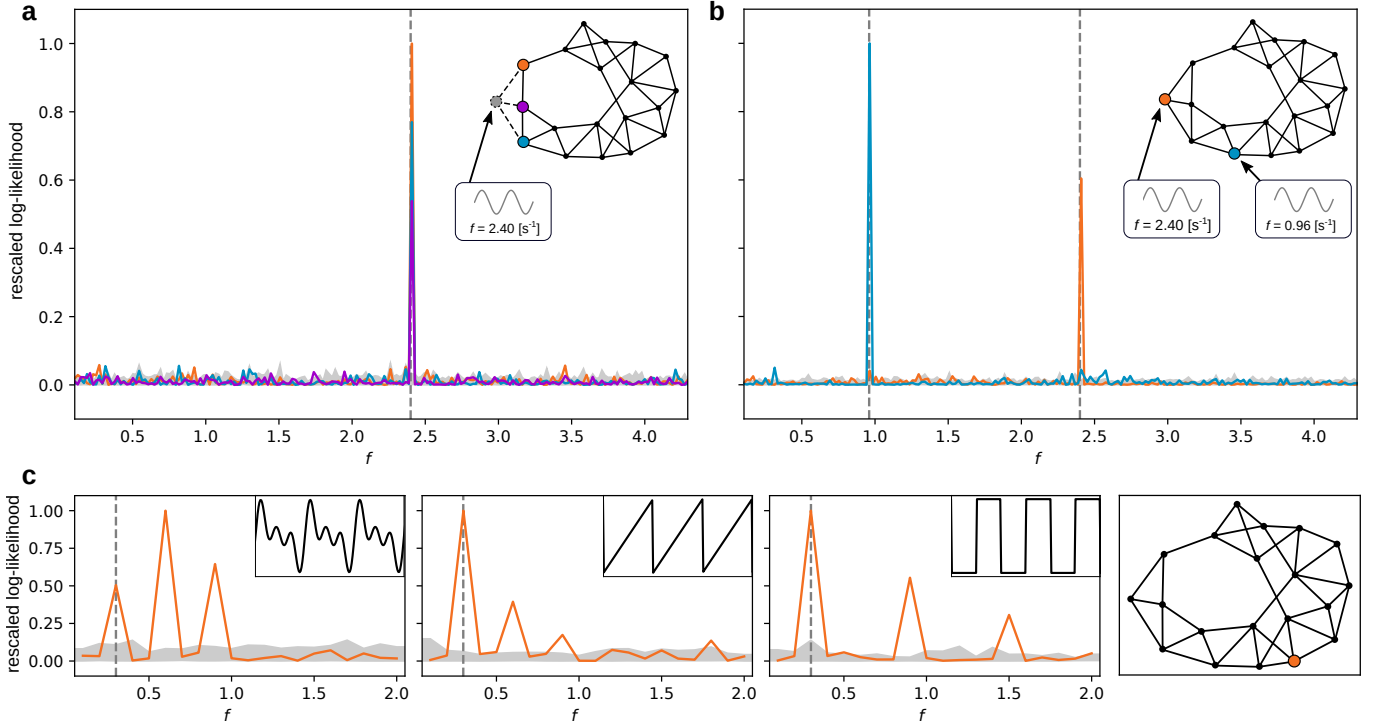 a
rescaled log-likelihood
1.0
0.8
0.6
0.4
0.2
0.0
0.5 1.0 1.5 2.0 2.5 3.0 3.5 4.0
f
f = 2.40 [s⁻¹]
b
0.5 1.0 1.5 2.0 2.5 3.0 3.5 4.0
f
f = 2.40 [s⁻¹]
f = 0.96 [s⁻¹]
c
rescaled log-likelihood
1.00
0.75
0.50
0.25
0.00
0.5 1.0 1.5 2.0
f
0.5 1.0 1.5 2.0
f
0.5 1.0 1.5 2.0
f